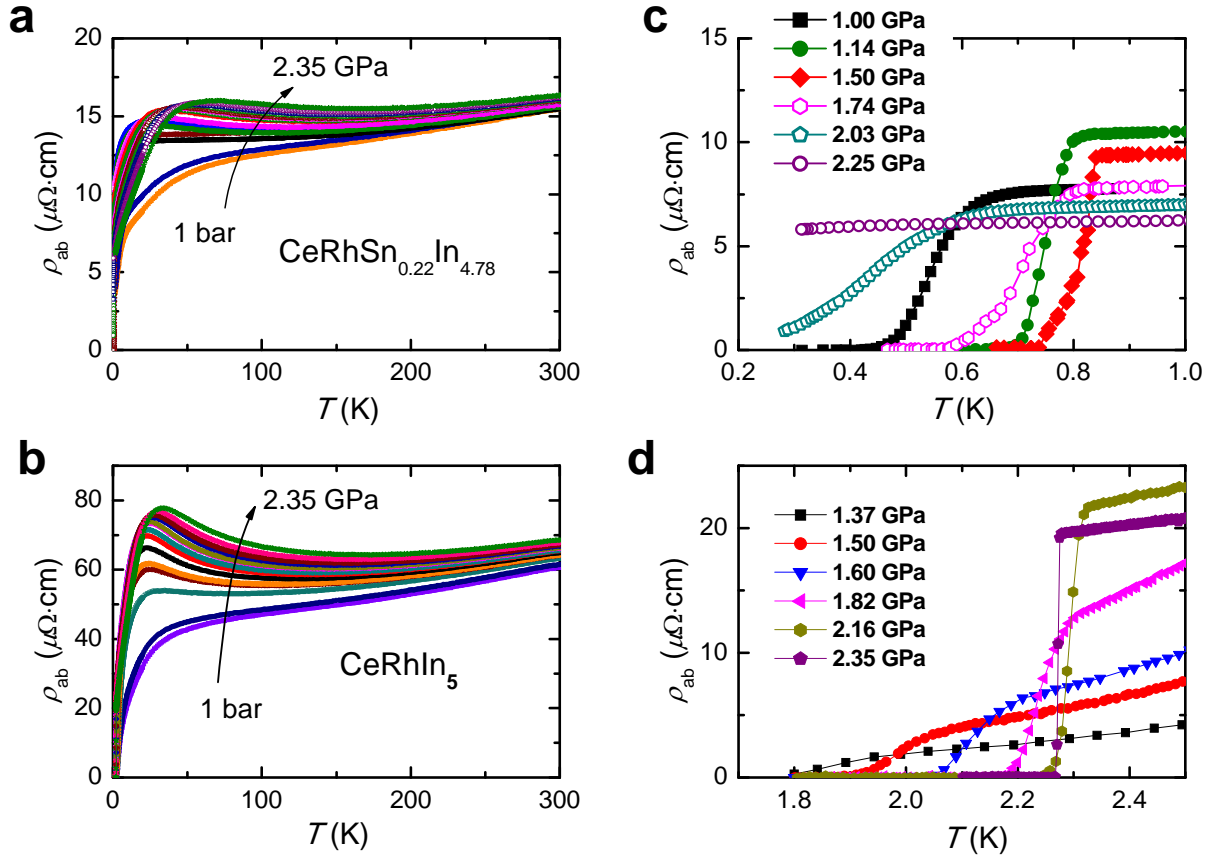 a
20
15
10
5
0
ρab (μΩ·cm)
2.35 GPa
1 bar
CeRhSn0.22In4.78
0 100 200 300
T (K)
b
80
60
40
20
0
ρab (μΩ·cm)
2.35 GPa
1 bar
CeRhIn5
0 100 200 300
T (K)
c
1.00 GPa
1.14 GPa
1.50 GPa
1.74 GPa
2.03 GPa
2.25 GPa
15
10
5
0
ρab (μΩ·cm)
0.2 0.4 0.6 0.8 1.0
T (K)
d
1.37 GPa
1.50 GPa
1.60 GPa
1.82 GPa
2.16 GPa
2.35 GPa
20
10
0
ρab (μΩ·cm)
1.8 2.0 2.2 2.4
T (K)